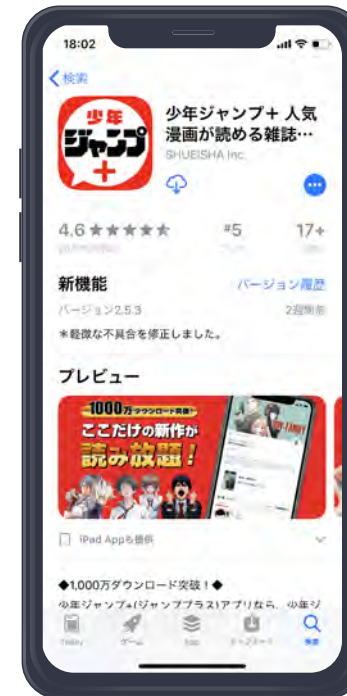 18:02
検索
少年
ジャンプ
+
少年ジャンプ+ 人気
漫画が読める雑誌…
SHUEISHA Inc.
4.6★★★★★
#5
17+
新機能
バージョン履歴
バージョン2.5.3
2週間前
*軽微な不具合を修正しました。
プレビュー
1000万ダウンロード突破!
ここだけの新作が
読み放題!
iPad Appも提供
◆1,000万ダウンロード突破!◆
少年ジャンプ+(ジャンププラス)アプリなら、少年ジ
Today
ゲーム
App
検索